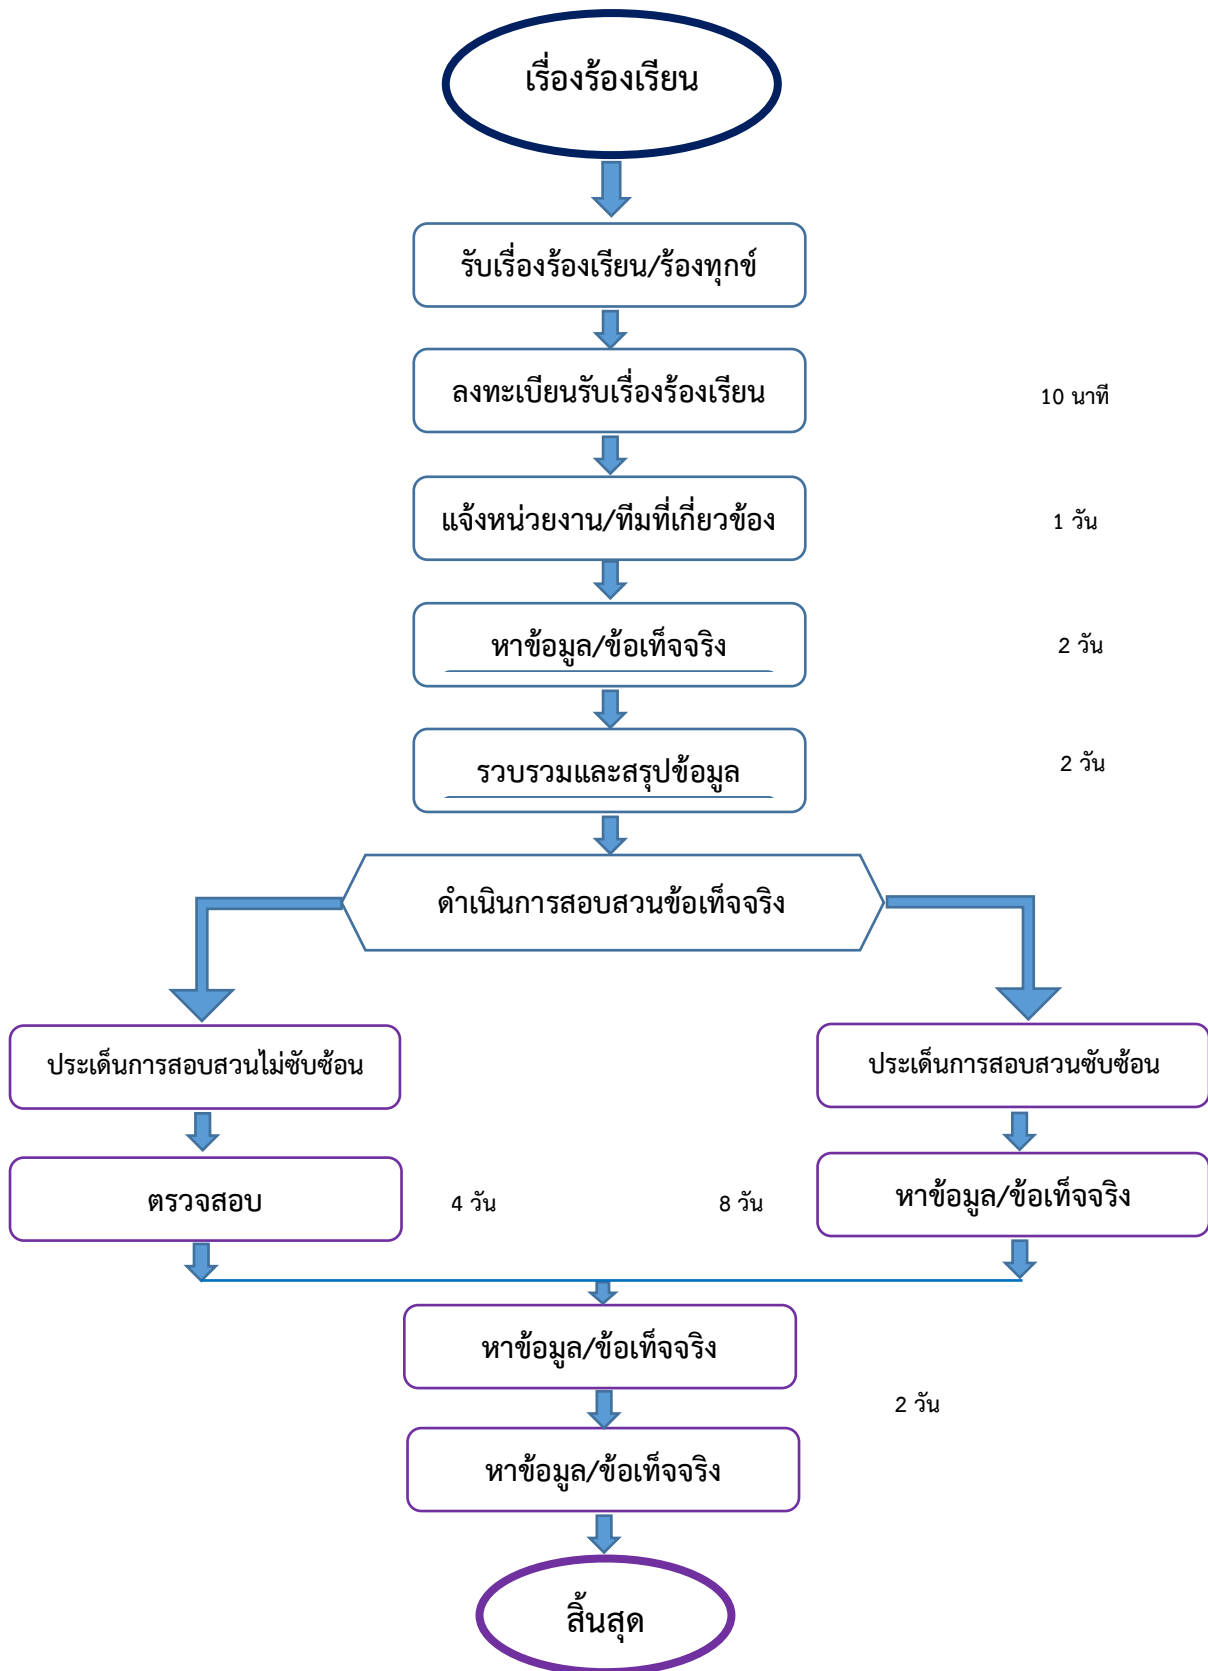 เรื่องร้องเรียน
รับเรื่องร้องเรียน/ร้องทุกข์
ลงทะเบียนรับเรื่องร้องเรียน
10 นาที
แจ้งหน่วยงาน/ทีมที่เกี่ยวข้อง
1 วัน
หาข้อมูล/ข้อเท็จจริง
2 วัน
รวบรวมและสรุปข้อมูล
2 วัน
ดำเนินการสอบสวนข้อเท็จจริง
ประเด็นการสอบสวนไม่ซับซ้อน
ประเด็นการสอบสวนซับซ้อน
ตรวจสอบ
4 วัน
8 วัน
หาข้อมูล/ข้อเท็จจริง
หาข้อมูล/ข้อเท็จจริง
2 วัน
หาข้อมูล/ข้อเท็จจริง
สิ้นสุด